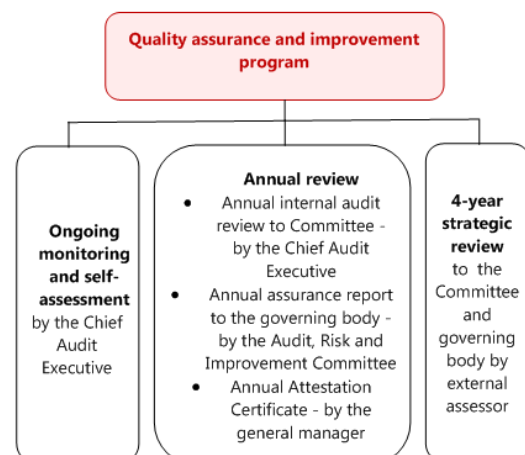 Quality assurance and improvement
program
Ongoing
monitoring
and self-
assessment
by the Chief
Audit
Executive
Annual review
• Annual internal audit
review to Committee -
by the Chief Audit
Executive
• Annual assurance report
to the governing body -
by the Audit, Risk and
Improvement Committee
• Annual Attestation
Certificate - by the
general manager
4-year
strategic
review
to the
Committee
and
governing
body by
external
assessor